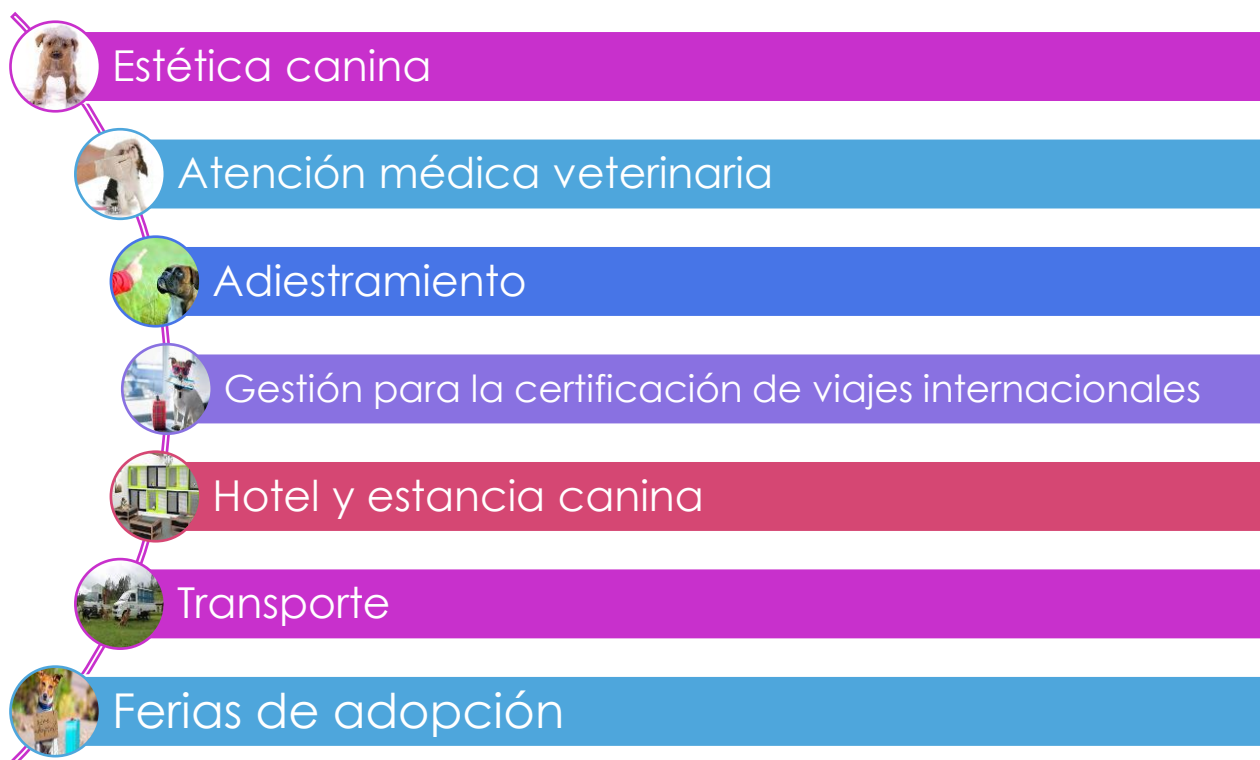 Estética canina
Atención médica veterinaria
Adiestramiento
Gestión para la certificación de viajes internacionales
Hotel y estancia canina
Transporte
Ferias de adopción